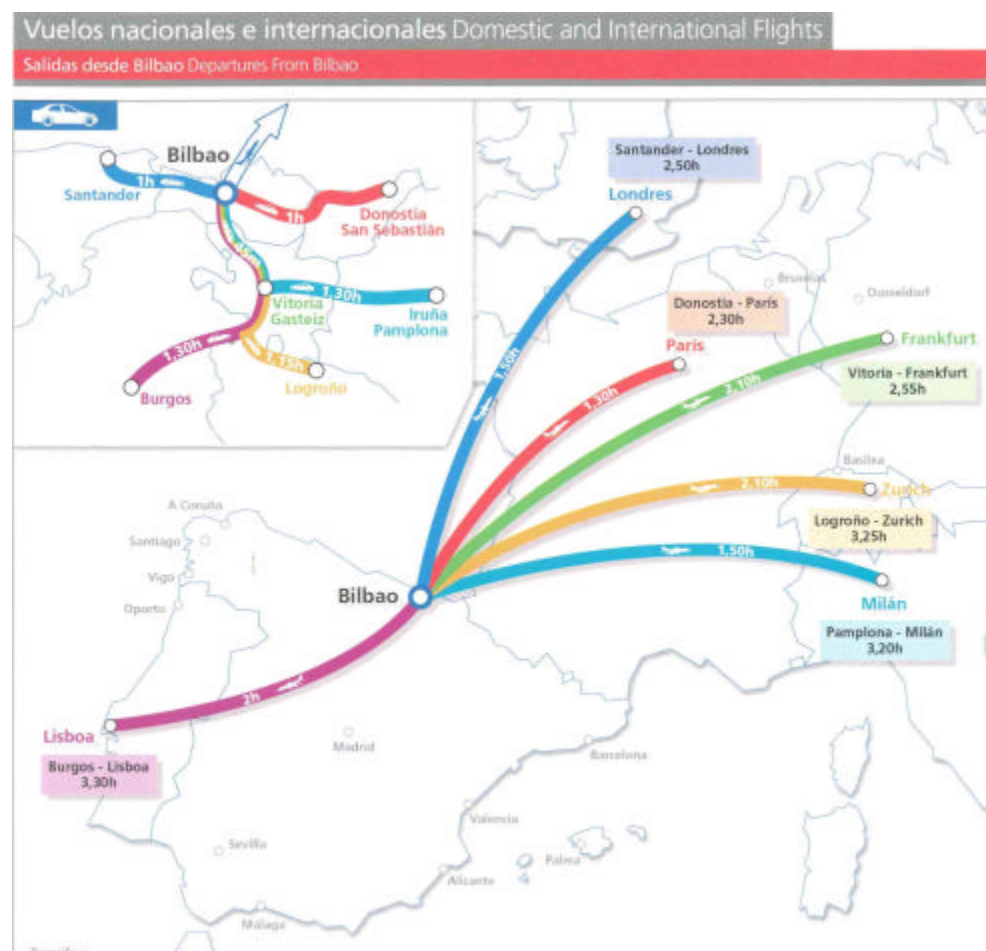 Vuelos nacionales e internacionales Domestic and International Flights
Salidas desde Bilbao Departures From Bilbao
Bilbao
Santander
1h
1h
Donostia
San Sebastián
45m
Vitoria
Gasteiz
1,30h
Iruña
Pamplona
1,30h
1,15h
Burgos
Logroño
Santander - Londres
2,50h
Londres
Bruselas
Dusseldorf
Donostia - París
2,30h
París
Frankfurt
Vitoria - Frankfurt
2,55h
1,50h
1,30h
2,10h
Basilea
2,10h
Zurich
Logroño - Zurich
3,25h
A Coruña
Santiago
Vigo
Oporto
1,50h
Bilbao
Milán
Pamplona - Milán
3,20h
2h
Lisboa
Burgos - Lisboa
3,30h
Madrid
Barcelona
Valencia
Sevilla
Palma
Alicante
Málaga